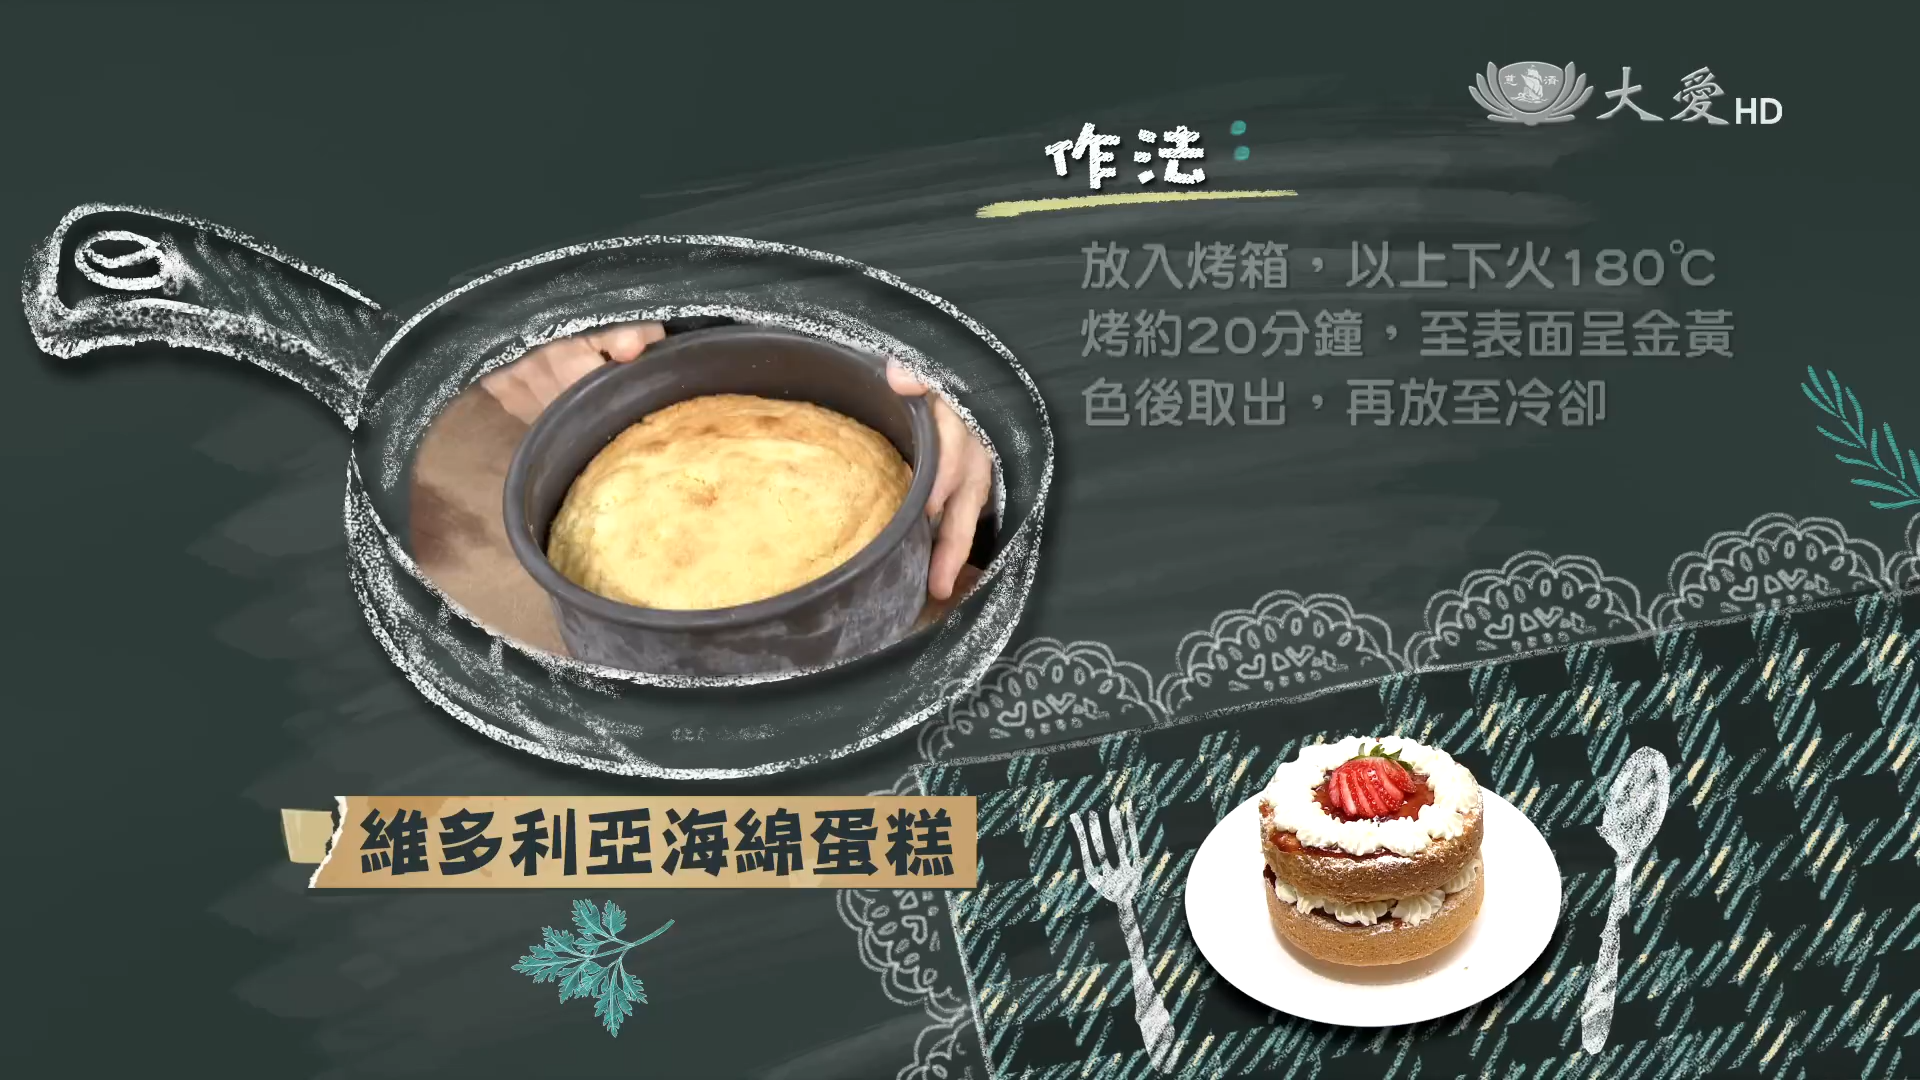 慈濟
大愛HD
作法：
放入烤箱，以上下火180℃
烤約20分鐘，至表面呈金黃
色後取出，再放至冷卻
維多利亞海綿蛋糕